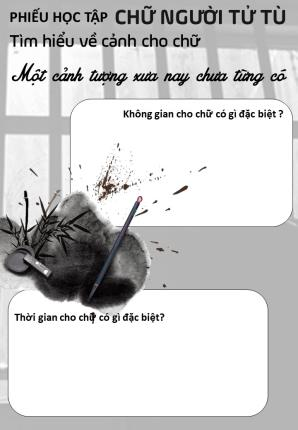 PHIẾU HỌC TẬP CHỮ NGƯỜI TỬ TÙ
Tìm hiểu về cảnh cho chữ
Một cảnh tượng xưa nay chưa từng có
Không gian cho chữ có gì đặc biệt ?
Thời gian cho chữ có gì đặc biệt?